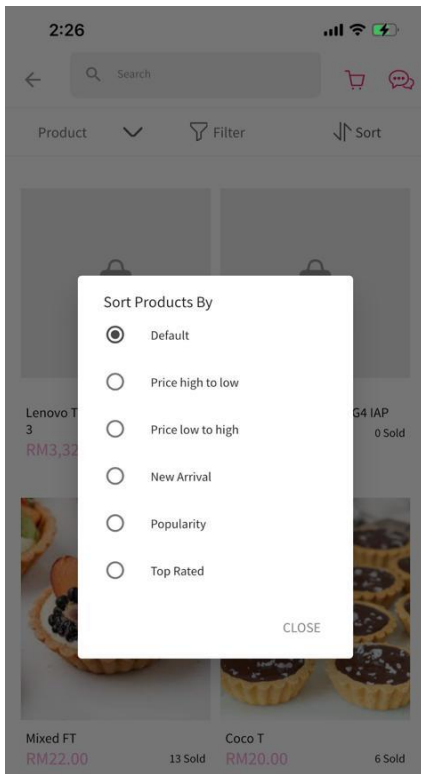 2:26
Search
Product
Filter
Sort
Sort Products By
Default
Price high to low
Price low to high
New Arrival
Popularity
Top Rated
CLOSE
Lenovo T
G4 IAP
3
0 Sold
RM3,32
Mixed FT
Coco T
RM22.00 13 Sold
RM20.00 6 Sold